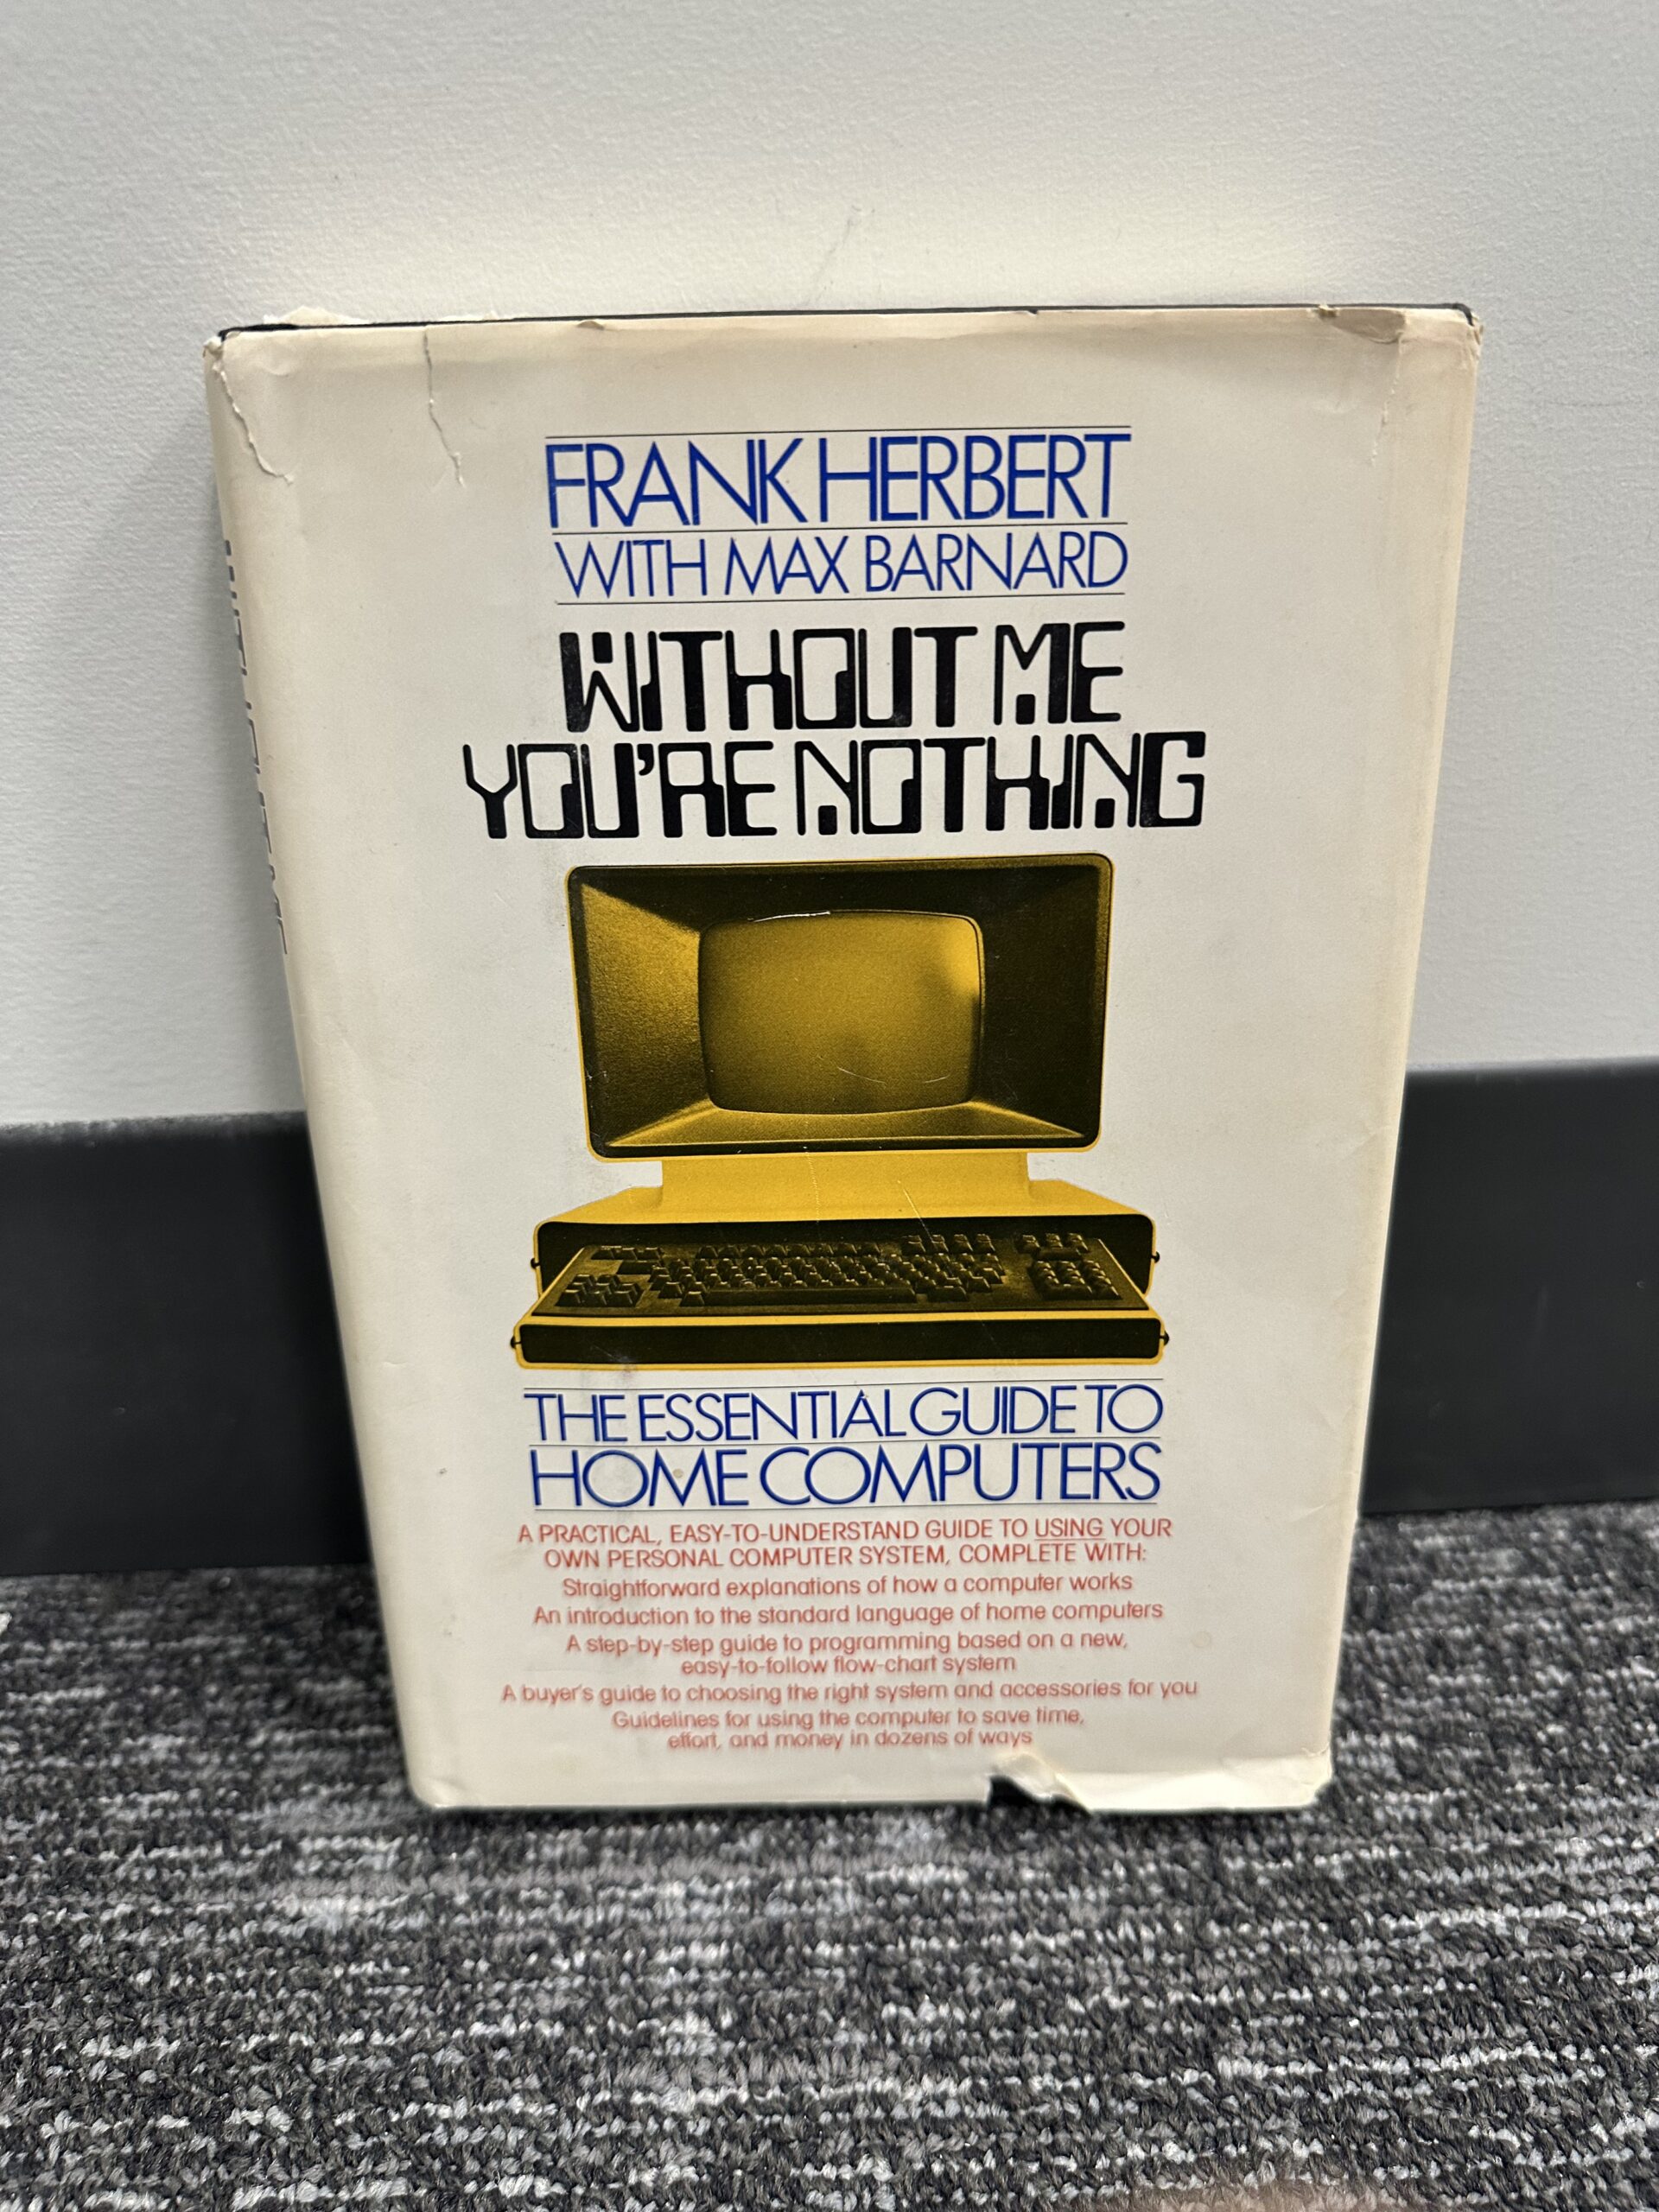 FRANK HERBERT
WITH MAX BARNARD
WITHOUT ME
YOU'RE NOTHING
THE ESSENTIAL GUIDE TO
HOME COMPUTERS
A PRACTICAL, EASY-TO-UNDERSTAND GUIDE TO USING YOUR
OWN PERSONAL COMPUTER SYSTEM, COMPLETE WITH:
Straightforward explanations of how a computer works
An introduction to the standard language of home computers
A step-by-step guide to programming based on a new,
easy-to-follow flow-chart system
A buyer's guide to choosing the right system and accessories for you
Guidelines for using the computer to save time,
effort, and money in dozens of ways
WITHOUT ME